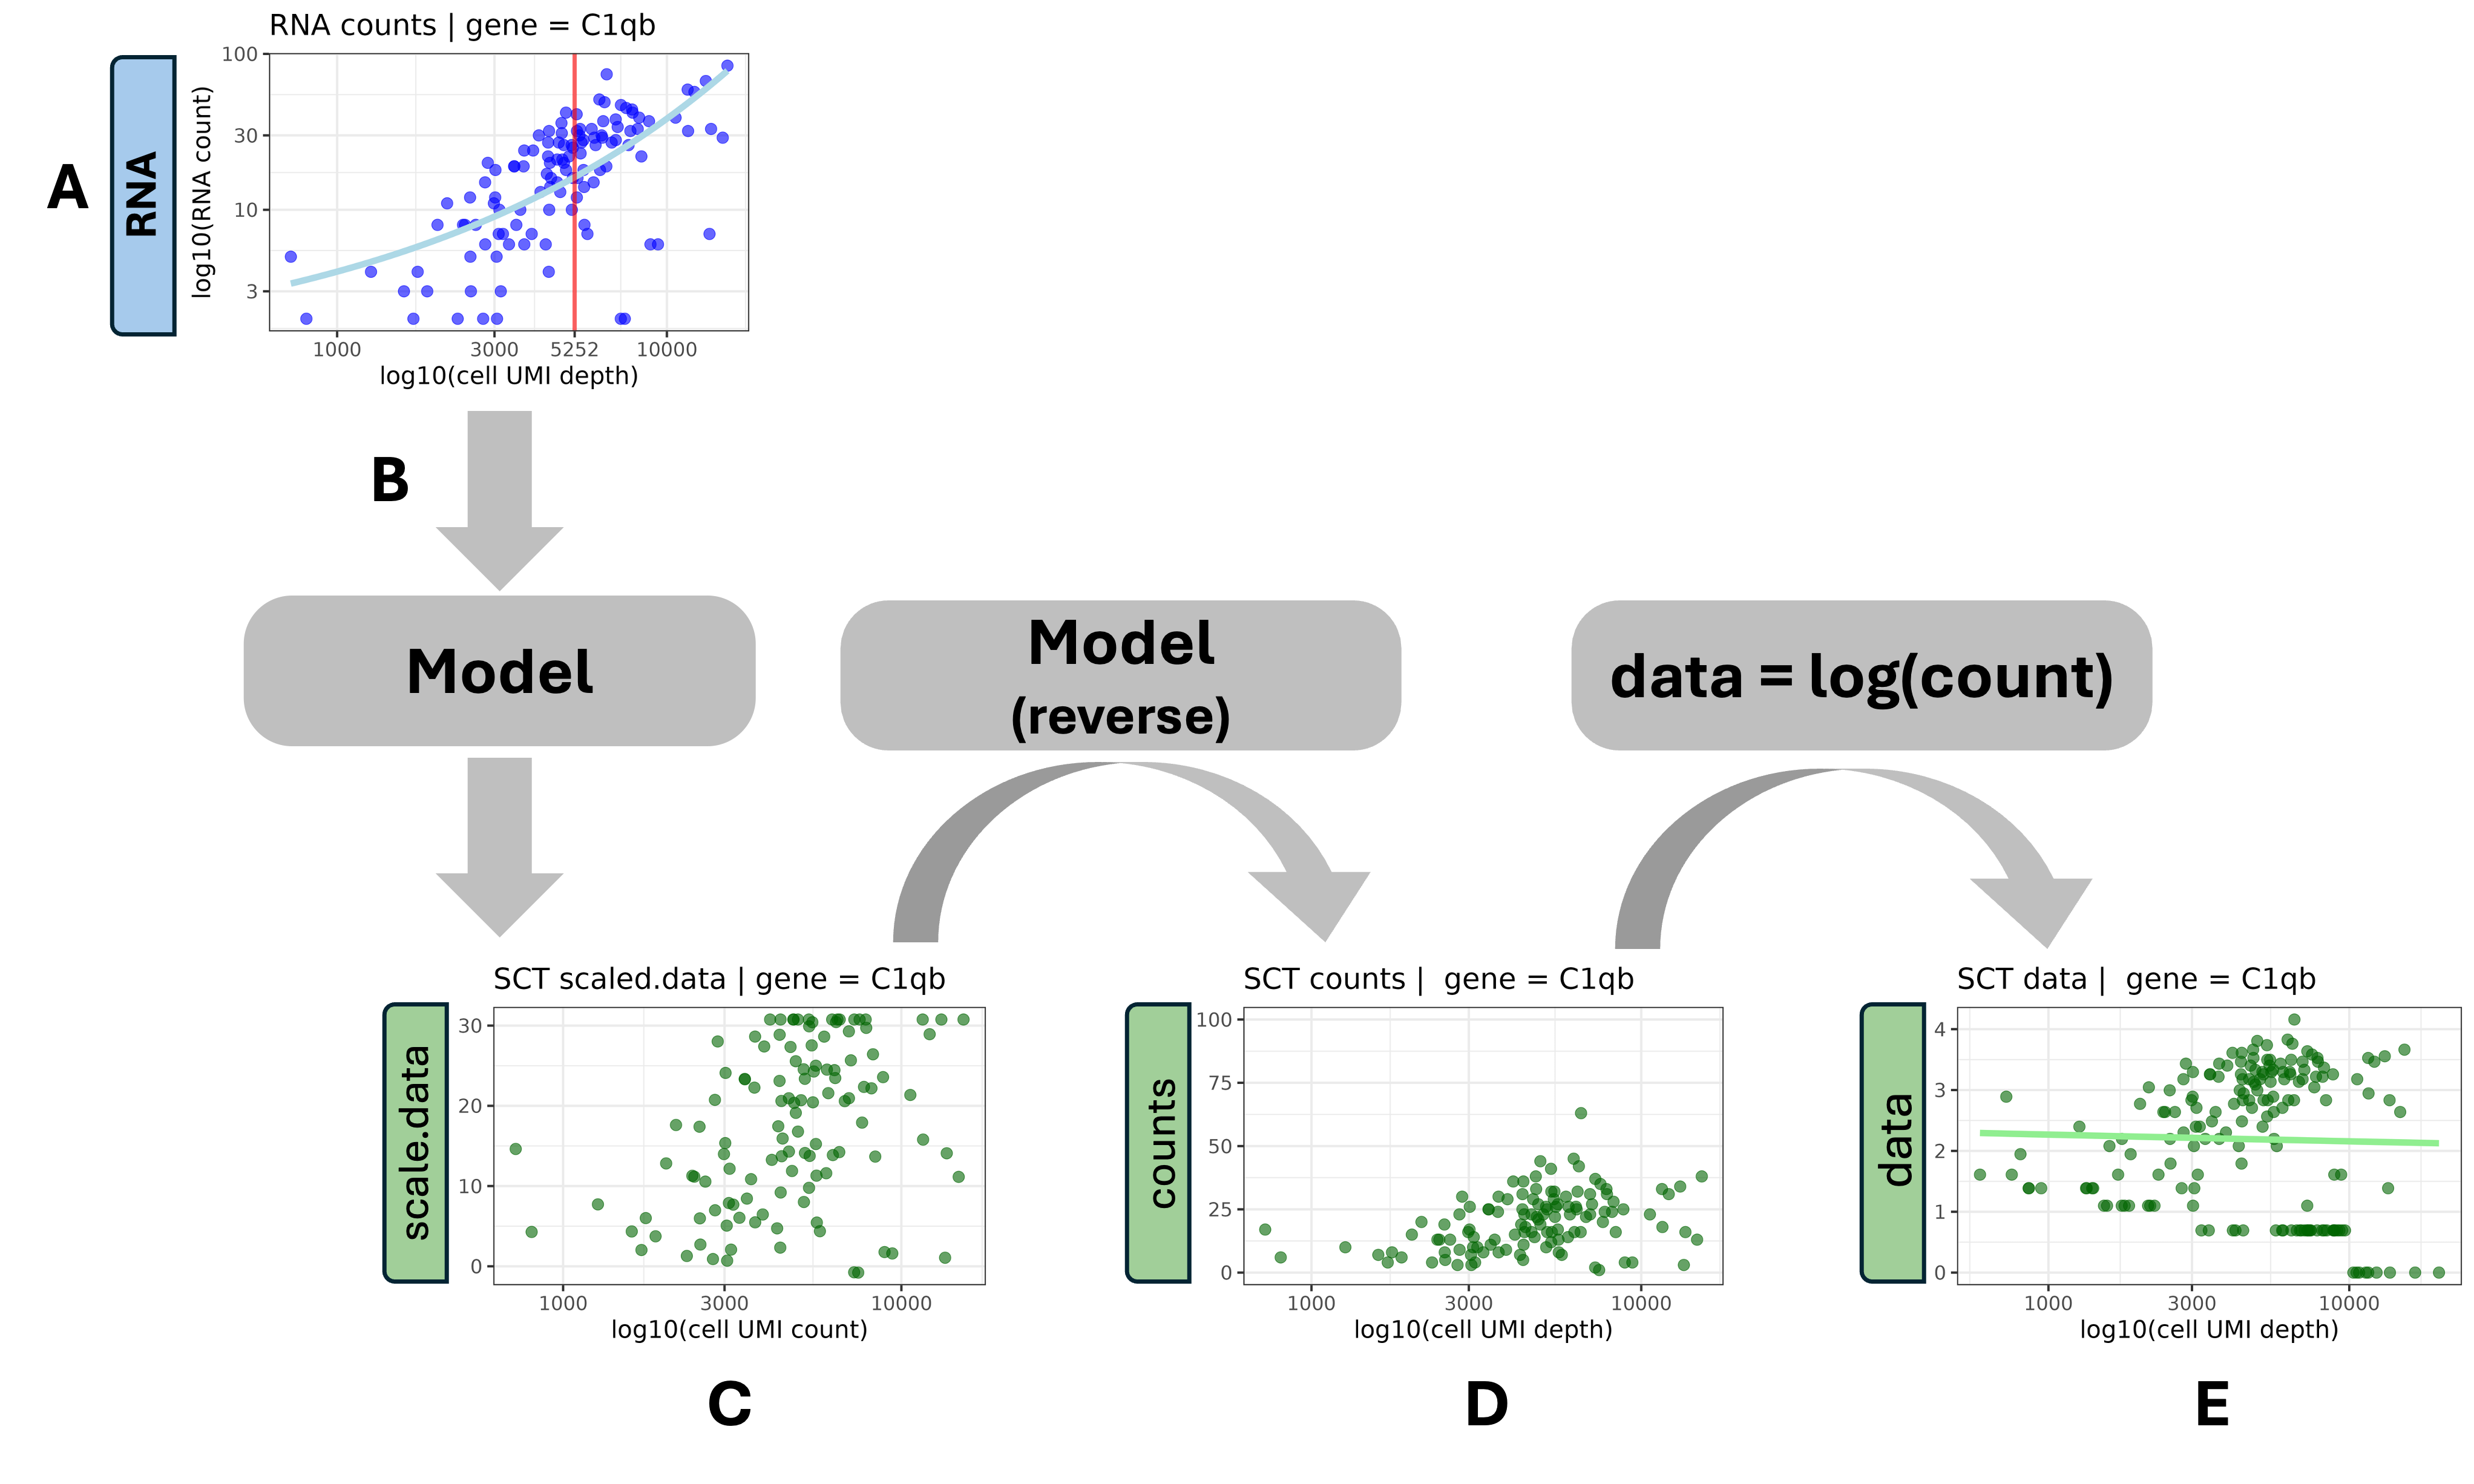 RNA counts | gene = C1qb
A
RNA
log10(RNA count)
100
30
10
3
1000 3000 5252 10000
log10(cell UMI depth)
B
Model
Model
(reverse)
data = log(count)
SCT scaled.data | gene = C1qb
scale.data
30
20
10
0
1000 3000 10000
log10(cell UMI count)
C
SCT counts | gene = C1qb
counts
100
75
50
25
0
1000 3000 10000
log10(cell UMI depth)
D
SCT data | gene = C1qb
data
4
3
2
1
0
1000 3000 10000
log10(cell UMI depth)
E